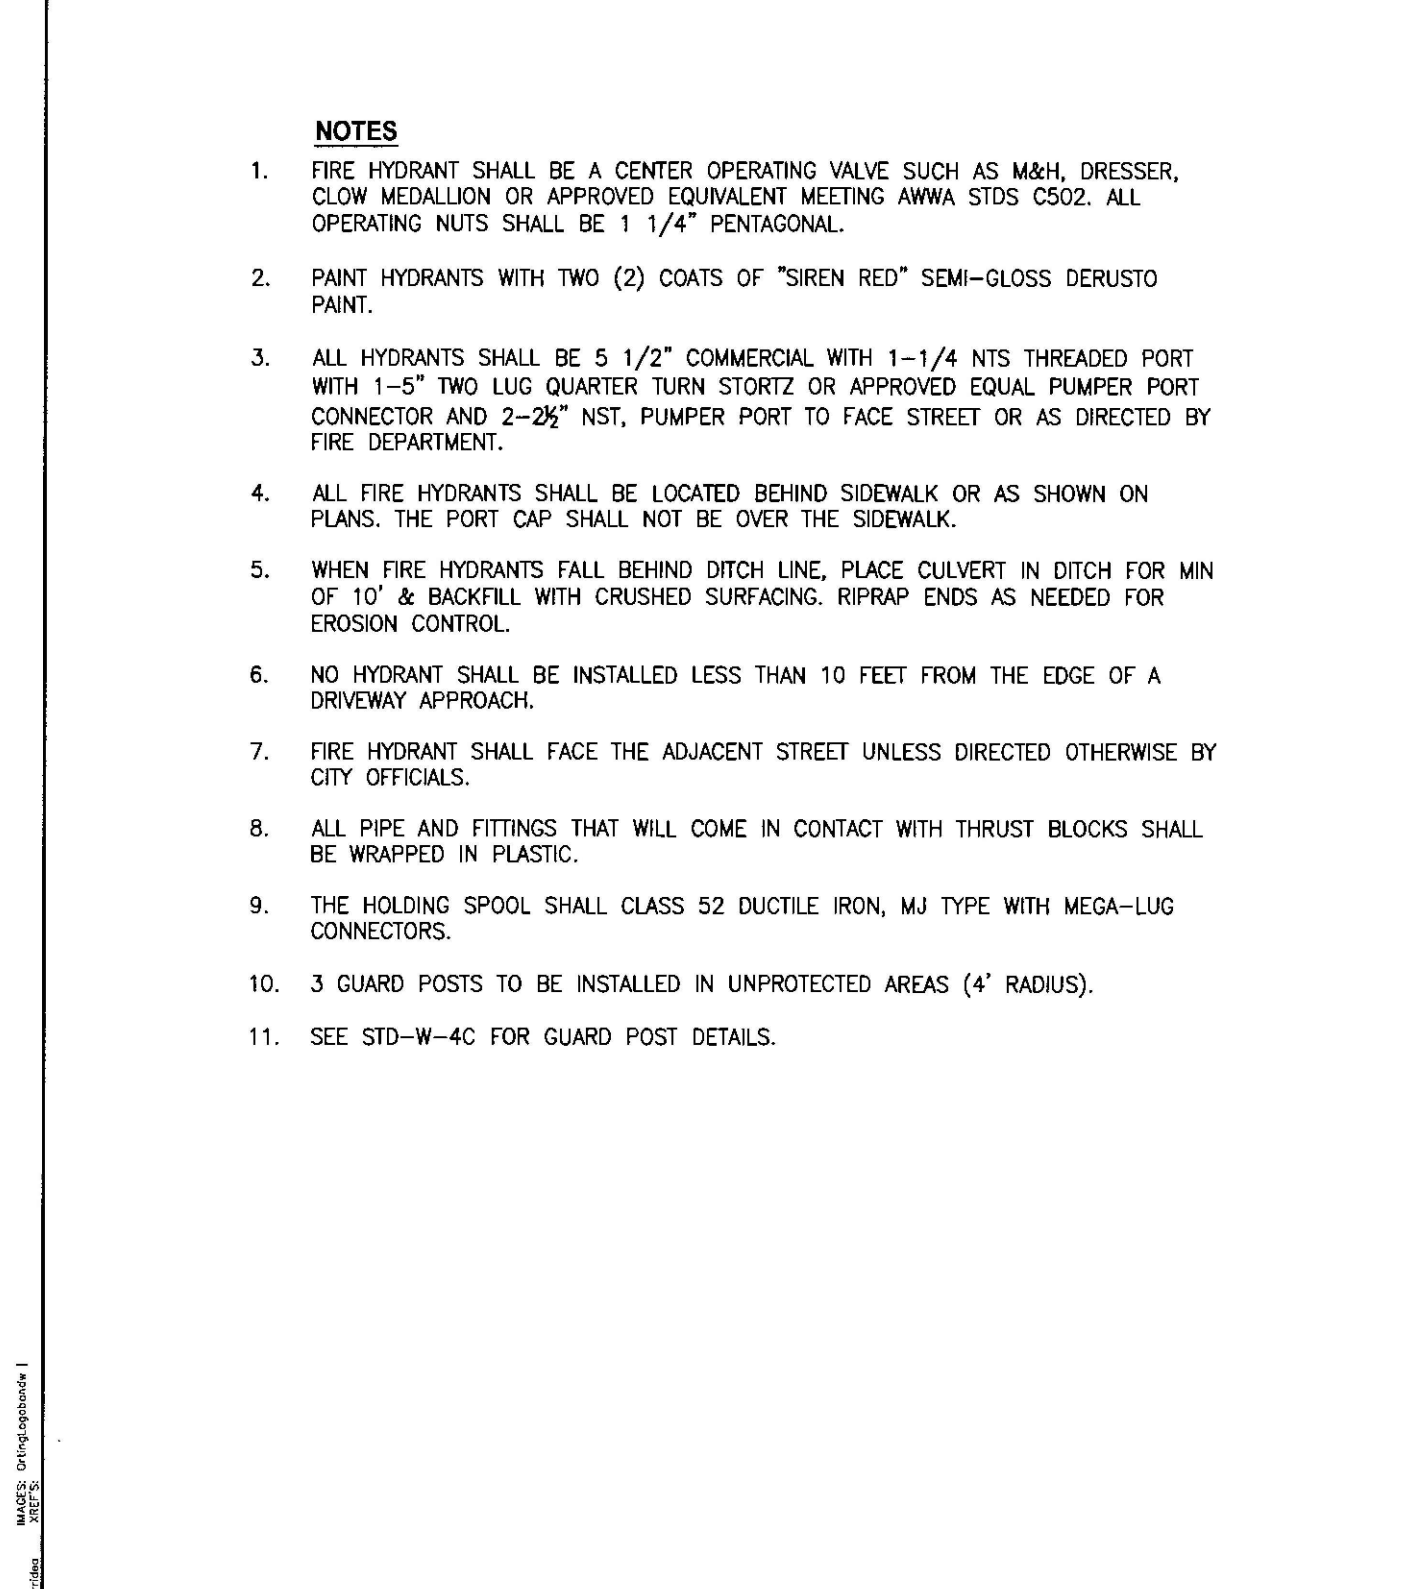 NOTES
1. FIRE HYDRANT SHALL BE A CENTER OPERATING VALVE SUCH AS M&H, DRESSER,
CLOW MEDALLION OR APPROVED EQUIVALENT MEETING AWWA STDS C502. ALL
OPERATING NUTS SHALL BE 1 1/4" PENTAGONAL.
2. PAINT HYDRANTS WITH TWO (2) COATS OF "SIREN RED" SEMI-GLOSS DERUSTO
PAINT.
3. ALL HYDRANTS SHALL BE 5 1/2" COMMERCIAL WITH 1-1/4 NTS THREADED PORT
WITH 1-5" TWO LUG QUARTER TURN STORTZ OR APPROVED EQUAL PUMPER PORT
CONNECTOR AND 2-2½" NST, PUMPER PORT TO FACE STREET OR AS DIRECTED BY
FIRE DEPARTMENT.
4. ALL FIRE HYDRANTS SHALL BE LOCATED BEHIND SIDEWALK OR AS SHOWN ON
PLANS. THE PORT CAP SHALL NOT BE OVER THE SIDEWALK.
5. WHEN FIRE HYDRANTS FALL BEHIND DITCH LINE, PLACE CULVERT IN DITCH FOR MIN
OF 10' & BACKFILL WITH CRUSHED SURFACING. RIPRAP ENDS AS NEEDED FOR
EROSION CONTROL.
6. NO HYDRANT SHALL BE INSTALLED LESS THAN 10 FEET FROM THE EDGE OF A
DRIVEWAY APPROACH.
7. FIRE HYDRANT SHALL FACE THE ADJACENT STREET UNLESS DIRECTED OTHERWISE BY
CITY OFFICIALS.
8. ALL PIPE AND FITTINGS THAT WILL COME IN CONTACT WITH THRUST BLOCKS SHALL
BE WRAPPED IN PLASTIC.
9. THE HOLDING SPOOL SHALL CLASS 52 DUCTILE IRON, MJ TYPE WITH MEGA-LUG
CONNECTORS.
10. 3 GUARD POSTS TO BE INSTALLED IN UNPROTECTED AREAS (4' RADIUS).
11. SEE STD-W-4C FOR GUARD POST DETAILS.
IMAGES: OrtingLogobandw |
XREF'S: